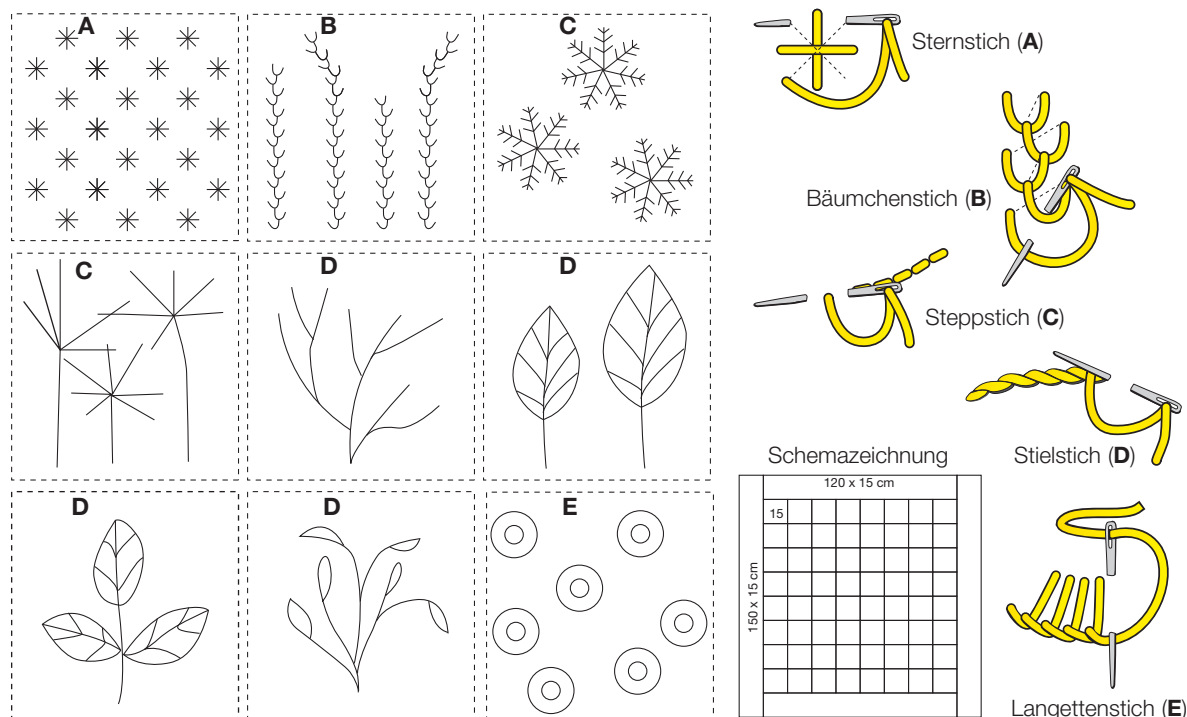 A
B
C
C
D
D
D
D
E
Sternstich (A)
Bäumchenstich (B)
Steppstich (C)
Stielstich (D)
Schemazeichnung
120 x 15 cm
15
150 x 15 cm
Langettenstich (E)